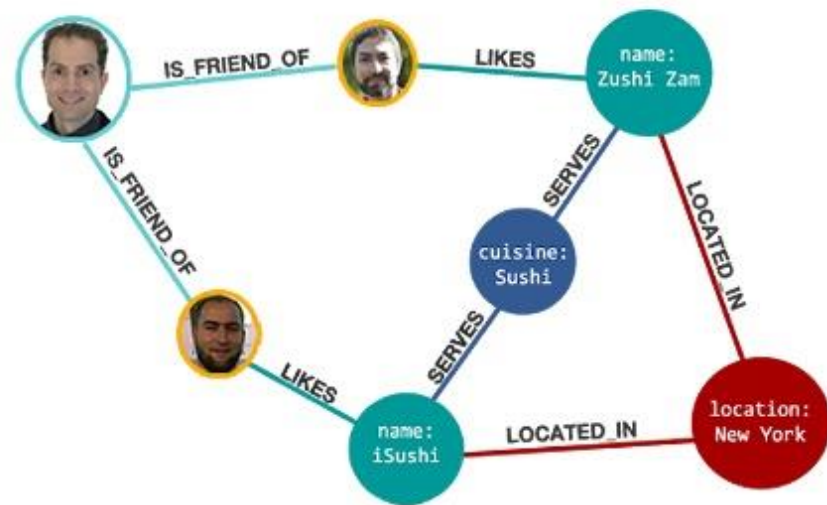 IS_FRIEND_OF
LIKES
name:
Zushi Zam
IS_FRIEND_OF
SERVES
LOCATED_IN
cuisine:
Sushi
SERVES
LIKES
name:
iSushi
LOCATED_IN
location:
New York